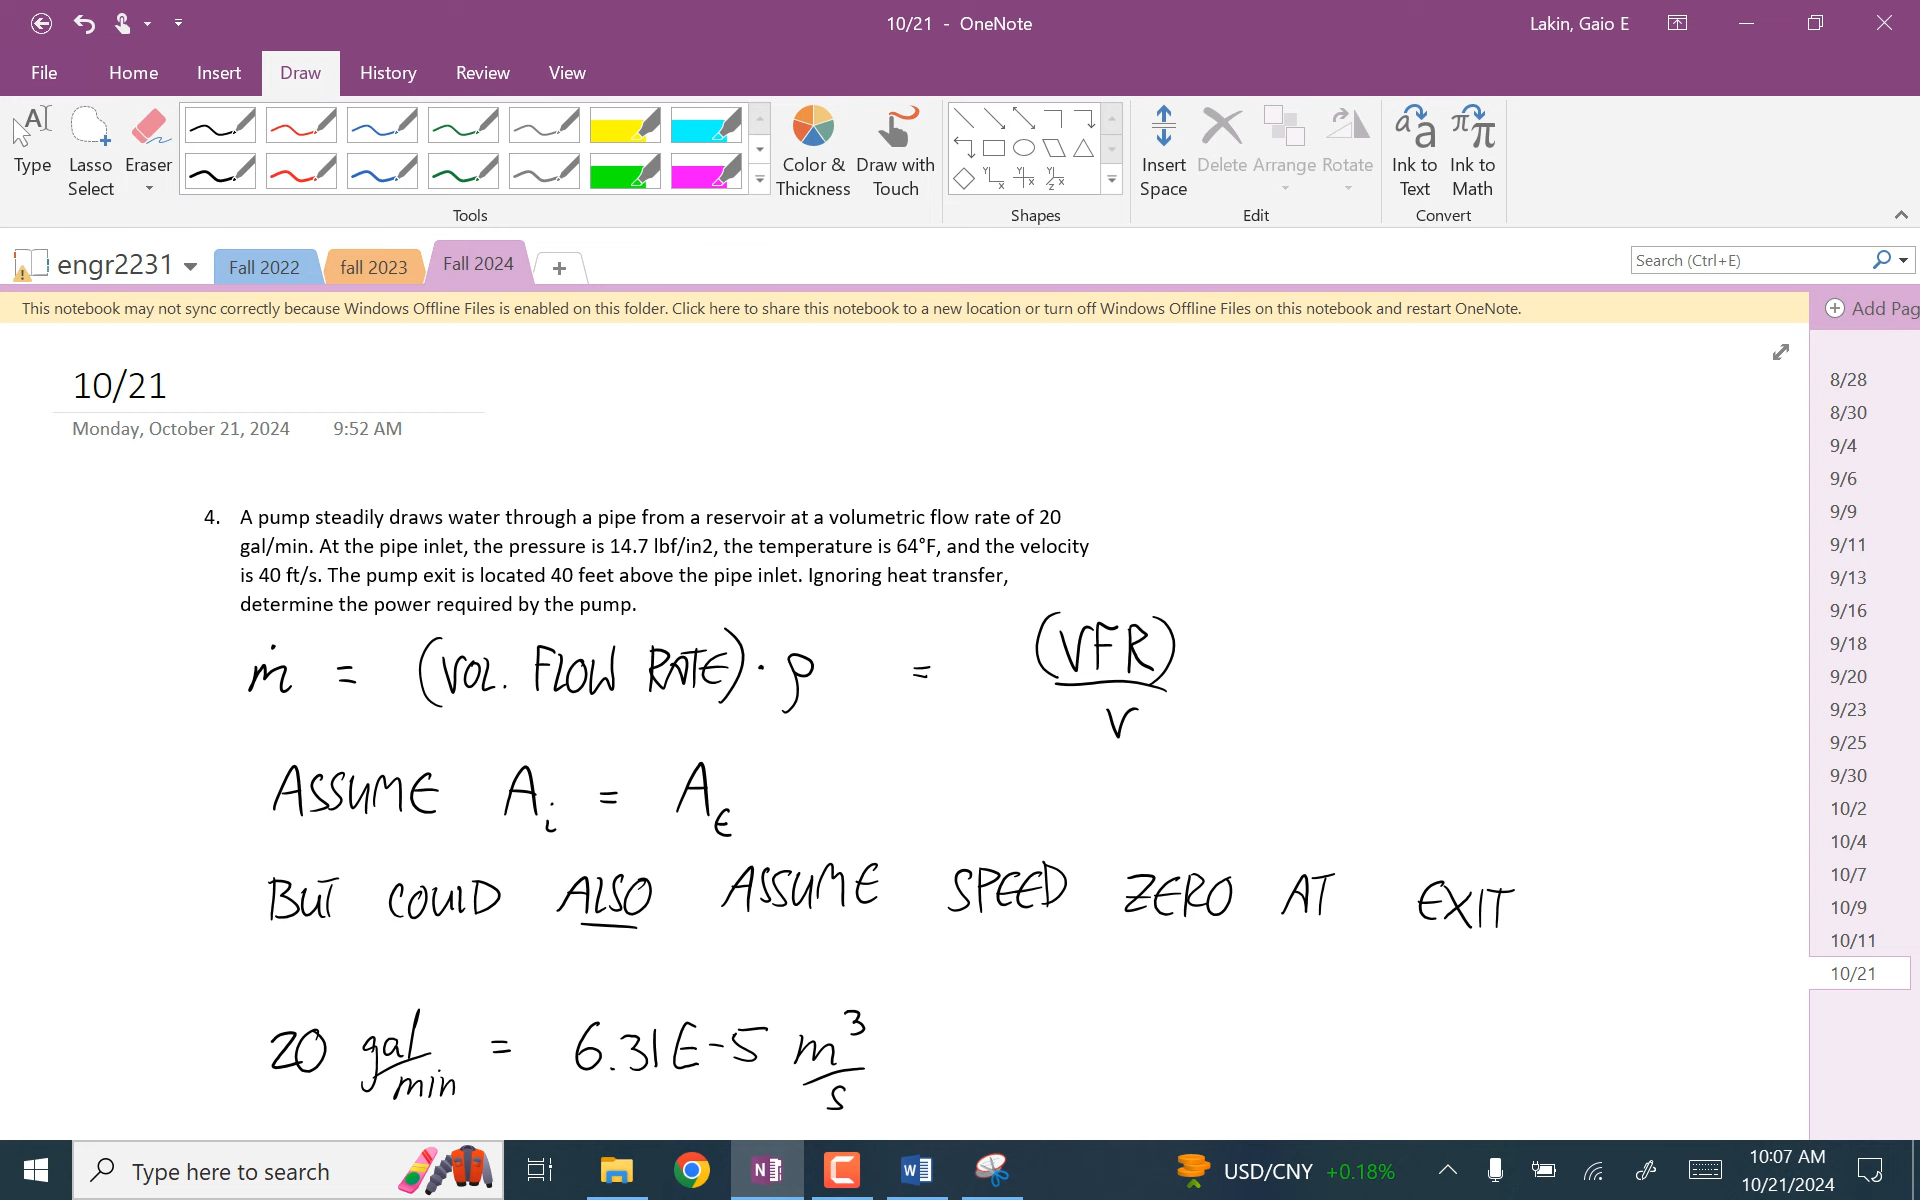 10/21 - OneNote
Lakin, Gaio E
File Home Insert Draw History Review View
Type
Lasso Select
Eraser
Color & Thickness
Draw with Touch
Insert Space
Delete
Arrange
Rotate
Ink to Text
Ink to Math
Tools
Shapes
Edit
Convert
engr2231
Fall 2022
fall 2023
Fall 2024
Search (Ctrl+E)
This notebook may not sync correctly because Windows Offline Files is enabled on this folder. Click here to share this notebook to a new location or turn off Windows Offline Files on this notebook and restart OneNote.
Add Pag
10/21
Monday, October 21, 2024 9:52 AM
4. A pump steadily draws water through a pipe from a reservoir at a volumetric flow rate of 20
gal/min. At the pipe inlet, the pressure is 14.7 lbf/in2, the temperature is 64°F, and the velocity
is 40 ft/s. The pump exit is located 40 feet above the pipe inlet. Ignoring heat transfer,
determine the power required by the pump.
ṁ = (VOL. FLOW RATE) · ρ = (VFR)/v
ASSUME Ai = Aε
BUT COULD ALSO ASSUME SPEED ZERO AT EXIT
20 gal/min = 6.31E-5 m³/s
8/28
8/30
9/4
9/6
9/9
9/11
9/13
9/16
9/18
9/20
9/23
9/25
9/30
10/2
10/4
10/7
10/9
10/11
10/21
Type here to search
USD/CNY +0.18%
10:07 AM
10/21/2024